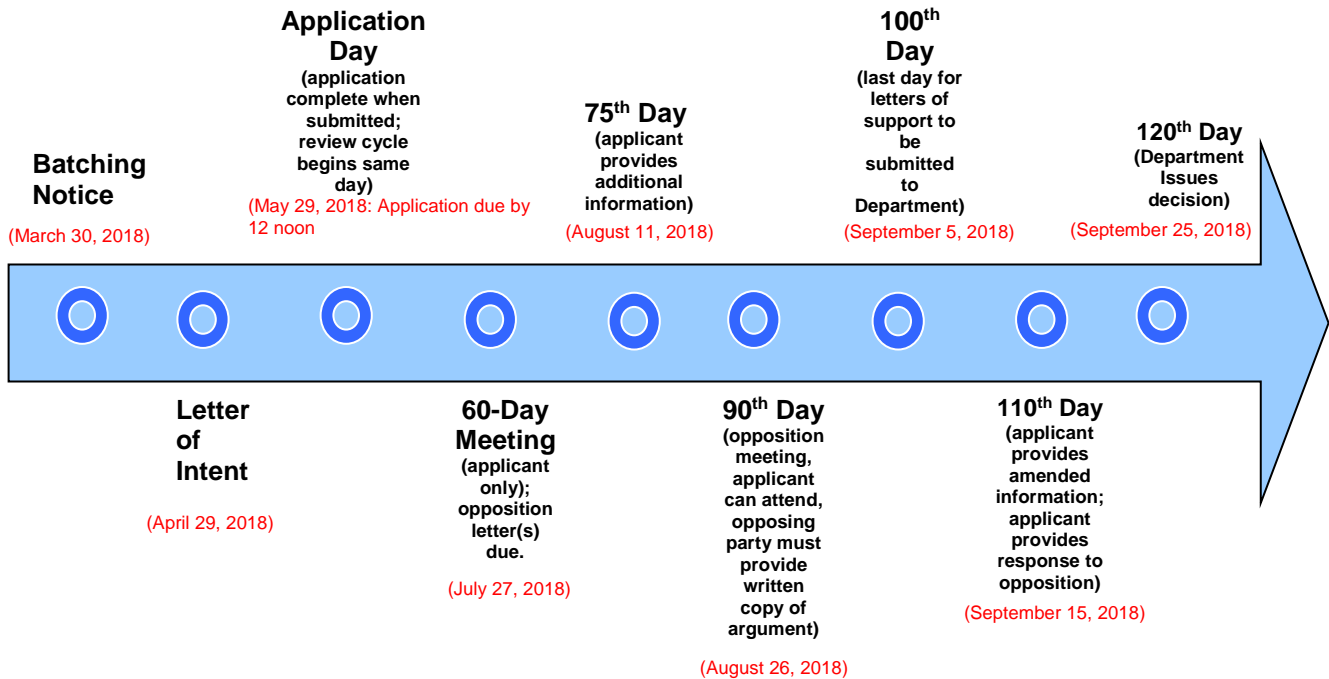 Batching
Notice
(March 30, 2018)
Letter
of
Intent
(April 29, 2018)
Application
Day
(application
complete when
submitted;
review cycle
begins same
day)
(May 29, 2018: Application due by
12 noon
60-Day
Meeting
(applicant
only);
opposition
letter(s)
due.
(July 27, 2018)
75th Day
(applicant
provides
additional
information)
(August 11, 2018)
90th Day
(opposition
meeting,
applicant
can attend,
opposing
party must
provide
written
copy of
argument)
(August 26, 2018)
100th
Day
(last day for
letters of
support to
be
submitted
to
Department)
(September 5, 2018)
110th Day
(applicant
provides
amended
information;
applicant
provides
response to
opposition)
(September 15, 2018)
120th Day
(Department
Issues
decision)
(September 25, 2018)